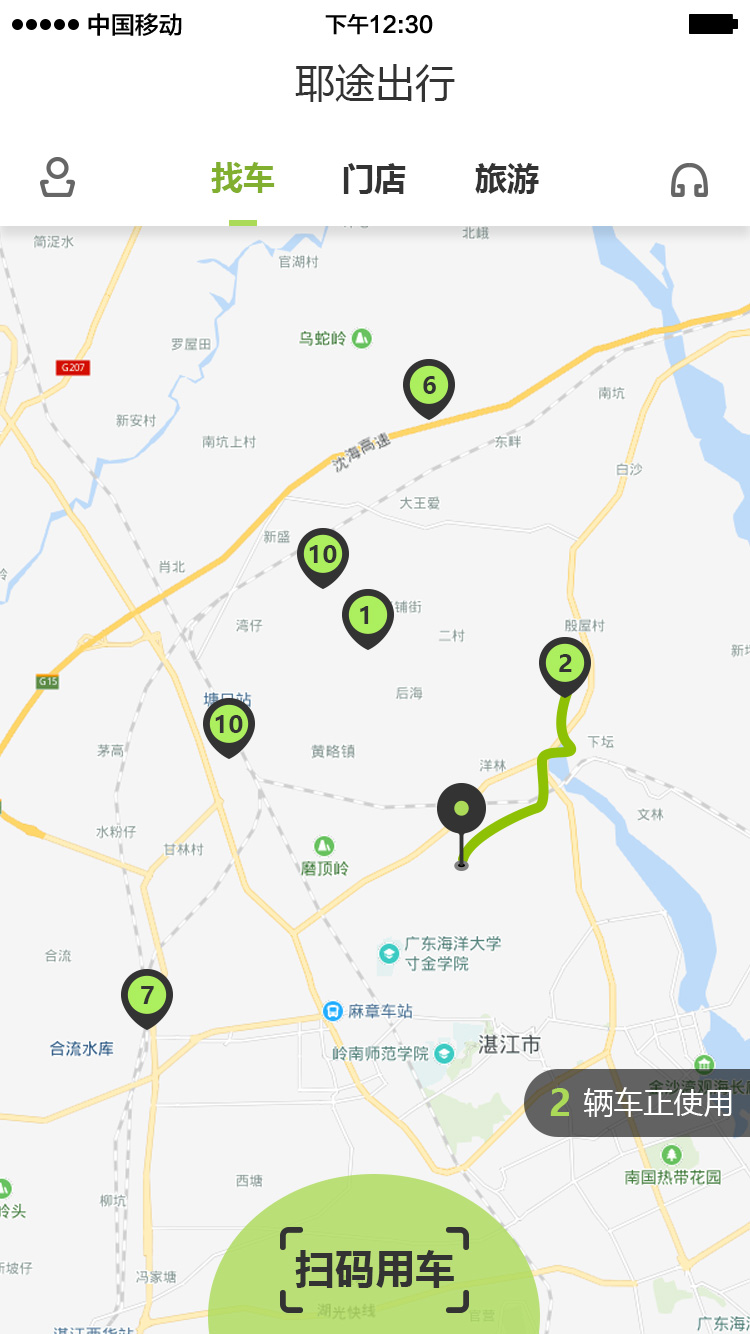 中国移动 下午12:30
耶途出行
找车 门店 旅游
简浞水
北峨
官湖村
乌蛇岭
罗屋田
G207
6
南坑
新安村
南坑上村
沈海高速
东畔
白沙
大王爱
新盛
10
肖北
1
铺街
湾仔
二村
殷屋村
2
G15
后海
10
茅高
黄略镇
洋林
下坛
文林
水粉仔
甘林村
磨顶岭
合流
广东海洋大学
寸金学院
7
麻章车站
合流水库
岭南师范学院
湛江市
2 辆车正使用
南国热带花园
西塘
柳坑
岭头
新坡仔
冯家塘
扫码用车
湖光快线
官营
广东海